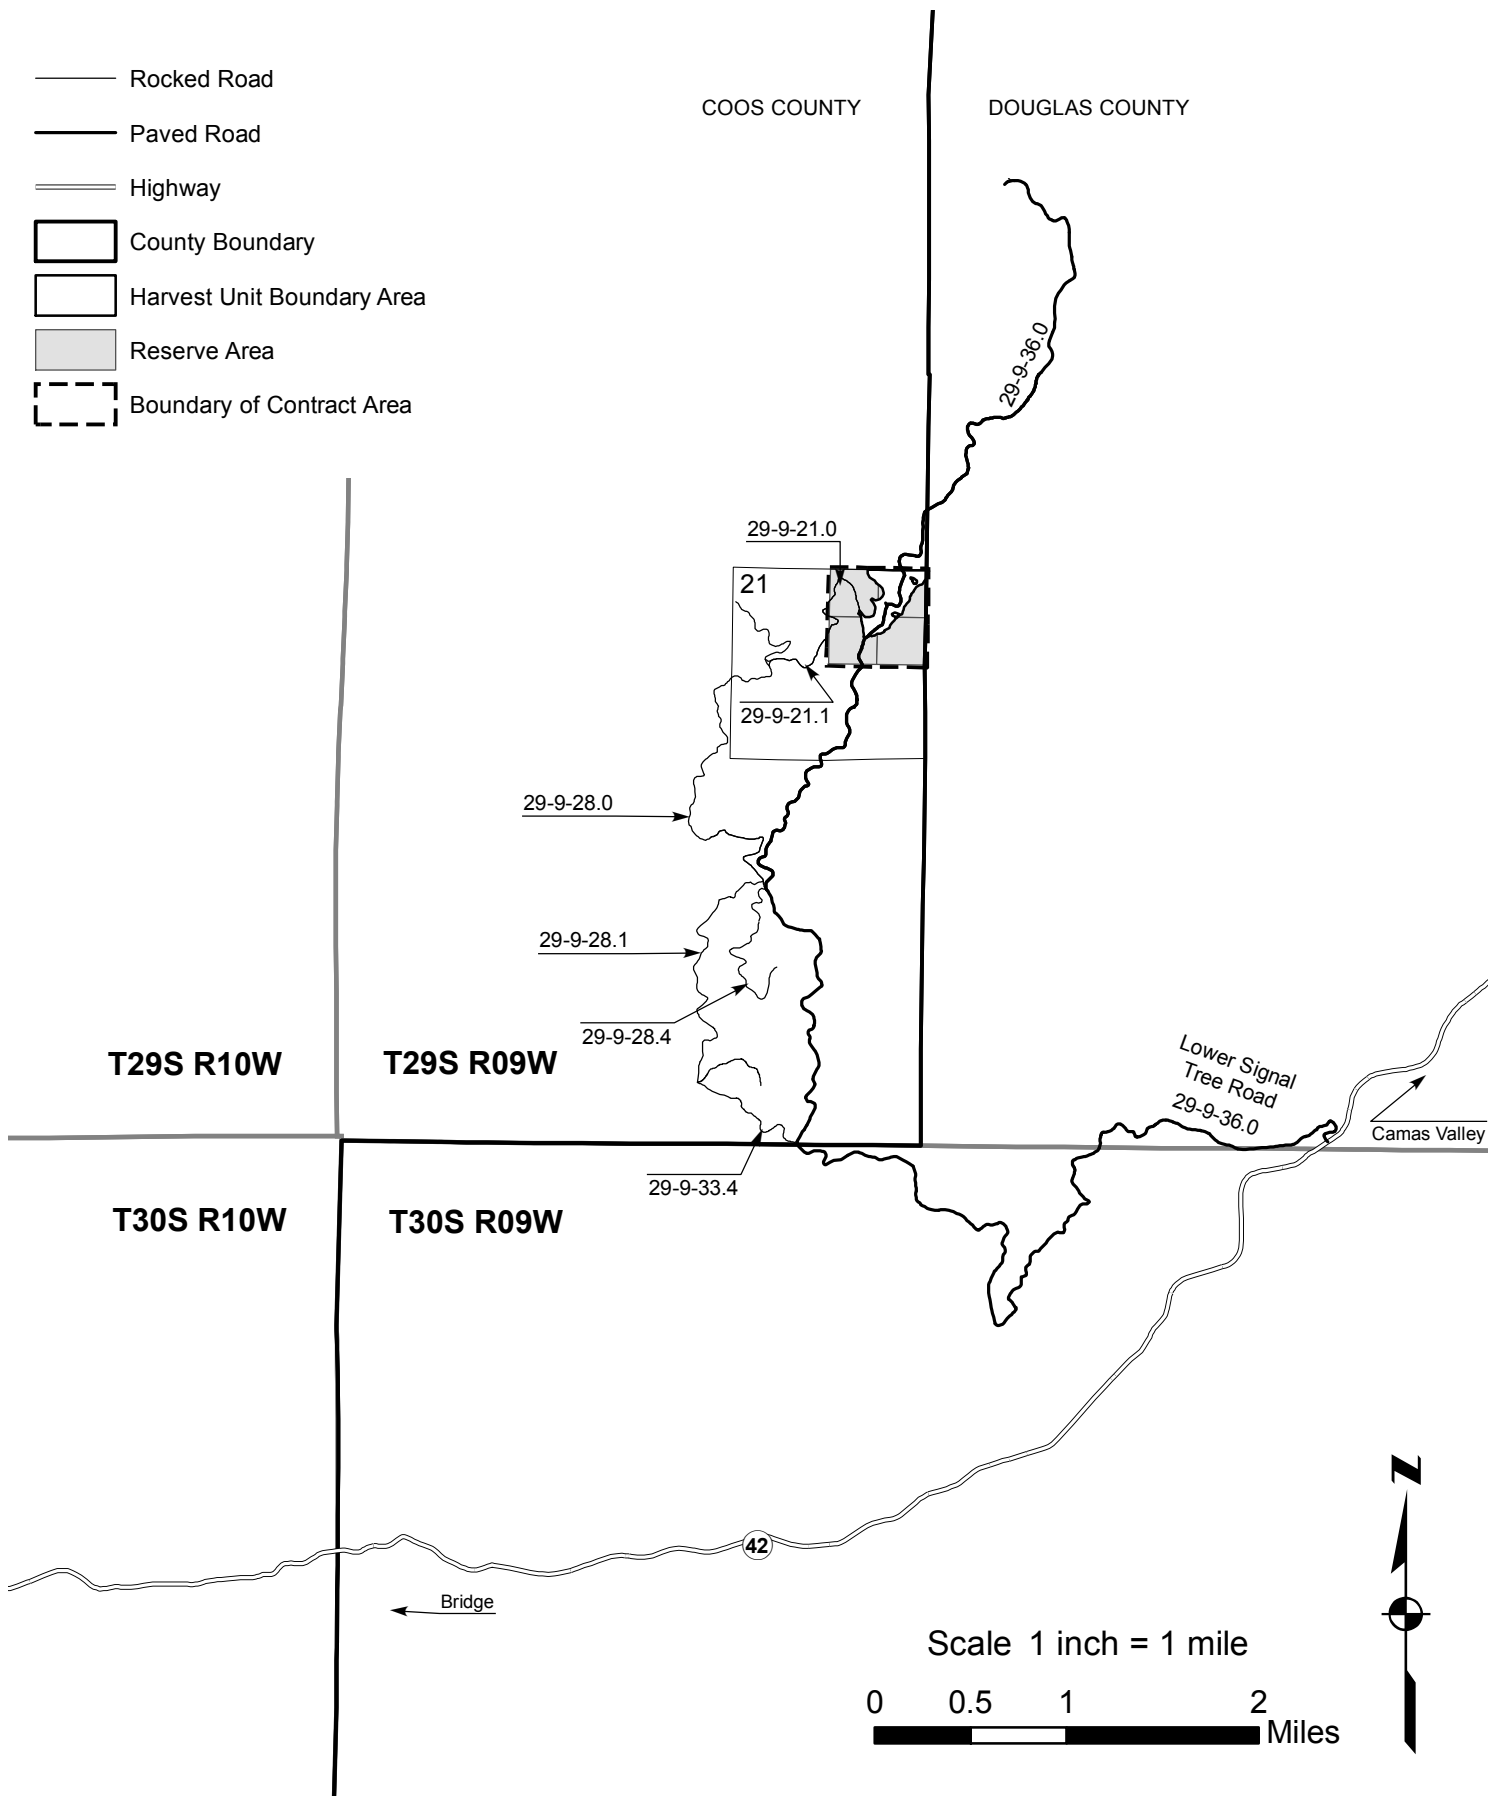 Rocked Road
Paved Road
Highway
County Boundary
Harvest Unit Boundary Area
Reserve Area
Boundary of Contract Area
COOS COUNTY
DOUGLAS COUNTY
29-9-36.0
29-9-21.0
21
29-9-21.1
29-9-28.0
29-9-28.1
29-9-28.4
T29S R10W
T29S R09W
Lower Signal
Tree Road
29-9-36.0
Camas Valley
29-9-33.4
T30S R10W
T30S R09W
42
Bridge
N
Scale 1 inch = 1 mile
0 0.5 1 2
Miles